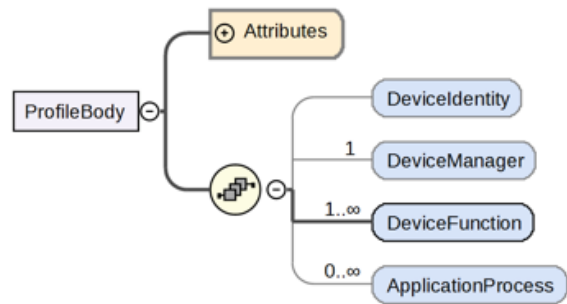 Attributes
ProfileBody
DeviceIdentity
1
DeviceManager
1..∞
DeviceFunction
0..∞
ApplicationProcess